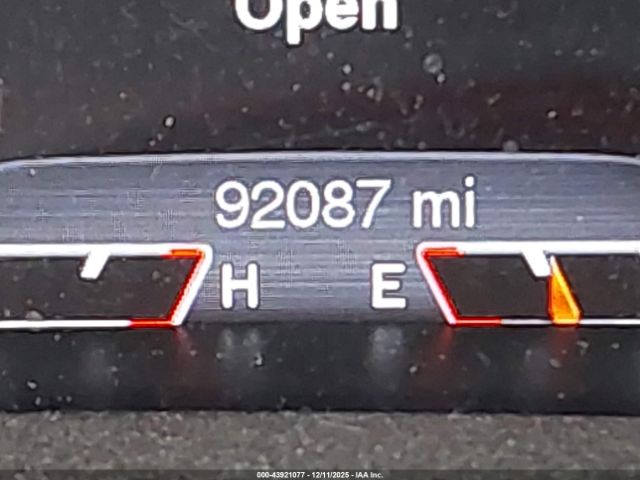 Open
92087 mi
H E
000-43921077 - 12/11/2025 - IAA Inc.